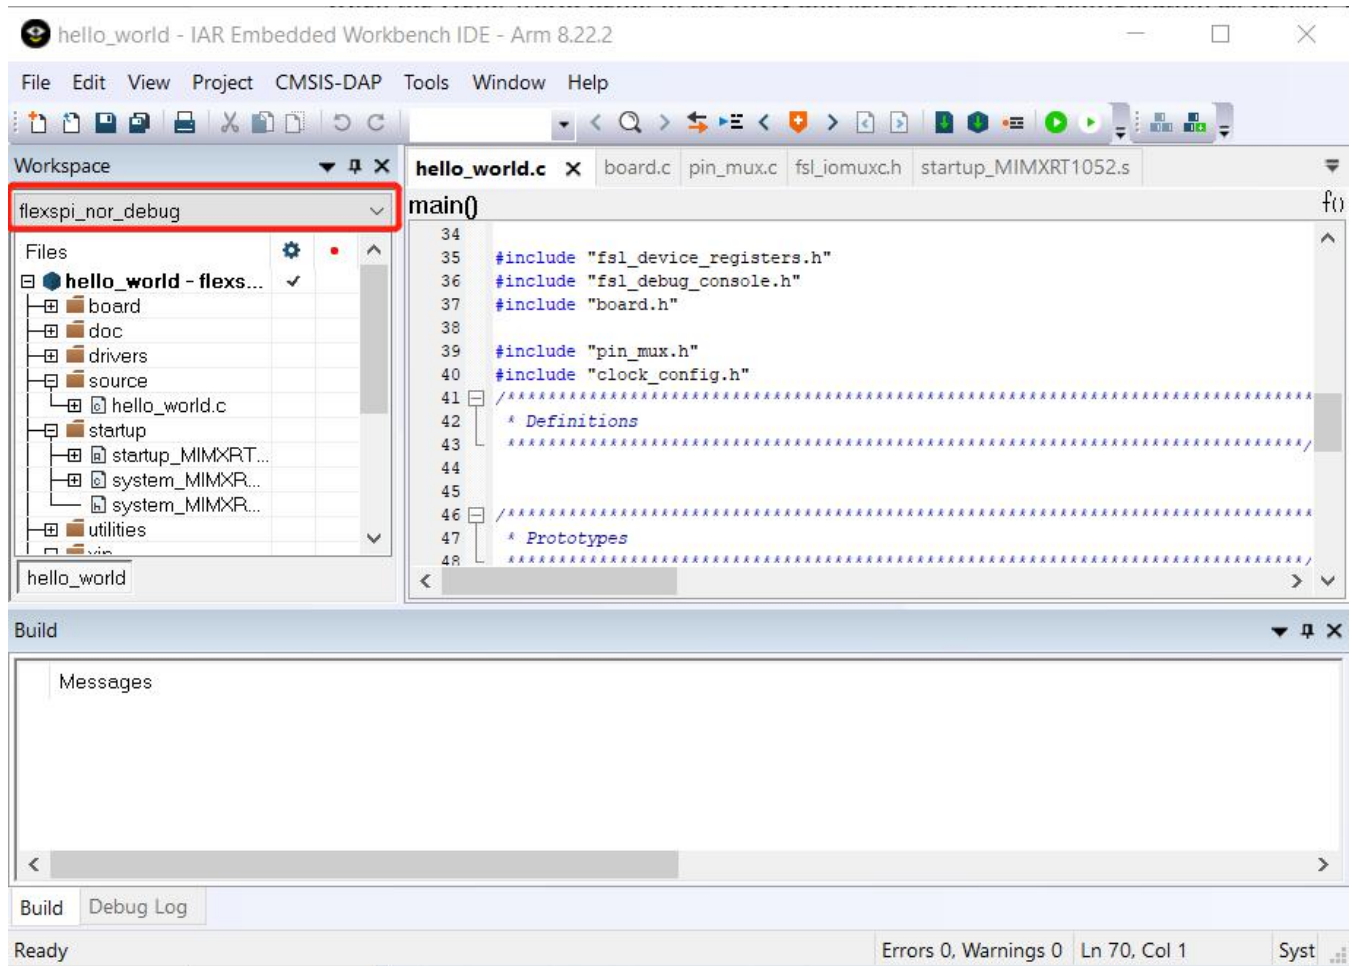 hello_world - IAR Embedded Workbench IDE - Arm 8.22.2
File Edit View Project CMSIS-DAP Tools Window Help
Workspace
flexspi_nor_debug
Files
hello_world - flexs...
board
doc
drivers
source
hello_world.c
startup
startup_MIMXRT...
system_MIMXR...
system_MIMXR...
utilities
hello_world
hello_world.c board.c pin_mux.c fsl_iomuxc.h startup_MIMXRT1052.s
main() f()
34
35 #include "fsl_device_registers.h"
36 #include "fsl_debug_console.h"
37 #include "board.h"
38
39 #include "pin_mux.h"
40 #include "clock_config.h"
41
42 * Definitions
43
44
45
46
47 * Prototypes
48
Build
Messages
Build Debug Log
Ready Errors 0, Warnings 0 Ln 70, Col 1 Syst